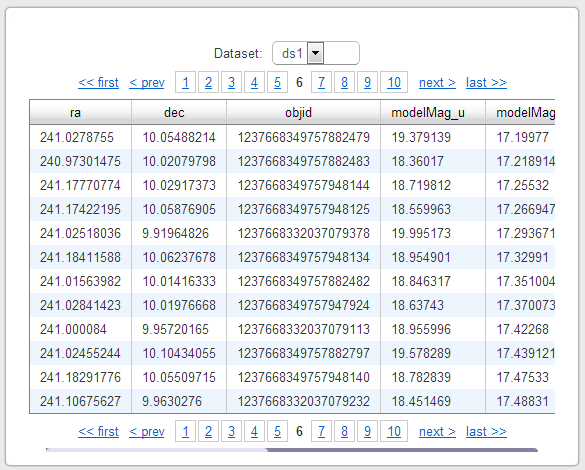 Dataset: ds1
<< first < prev 1 2 3 4 5 6 7 8 9 10 next > last >>
ra dec objid modelMag_u modelMag
241.0278755 10.05488214 1237668349757882479 19.379139 17.19977
240.97301475 10.02079798 1237668349757882483 18.36017 17.218914
241.17770774 10.02917373 1237668349757948144 18.719812 17.25532
241.17422195 10.05876905 1237668349757948125 18.559963 17.266947
241.02518036 9.91964826 1237668332037079378 19.995173 17.293671
241.18411588 10.06237678 1237668349757948134 18.954901 17.32991
241.01563982 10.01416333 1237668349757882482 18.846317 17.351004
241.02841423 10.01976668 1237668349757947924 18.63743 17.370073
241.000084 9.95720165 1237668332037079113 18.955996 17.42268
241.02455244 10.10434055 1237668349757882797 19.578289 17.439121
241.18291776 10.05509715 1237668349757948140 18.782839 17.47533
241.10675627 9.9630276 1237668332037079232 18.451469 17.48831
<< first < prev 1 2 3 4 5 6 7 8 9 10 next > last >>